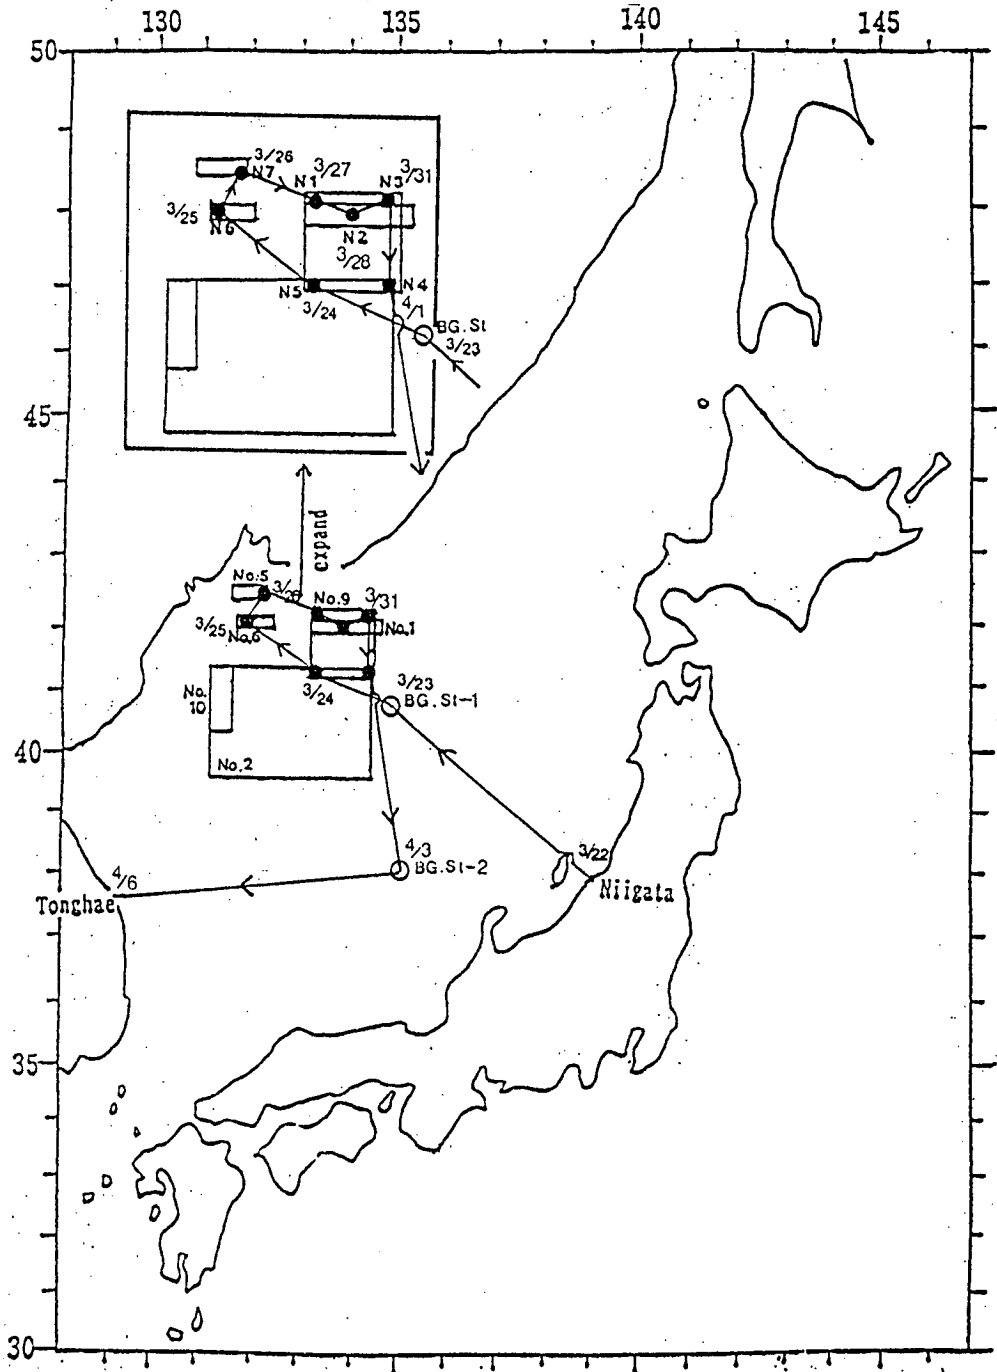 130 135 140 145
50
3/26
N7
3/27
N1
3/31
N3
3/25
N6
N2
3/28
N5
N4
3/24
4/1
BG.St
3/23
45
expand
No.5
3/26
No.9
3/31
3/25
No.6
No.1
3/24
3/23
BG.St-1
No.
10
No.2
40
3/22
4/3
BG.St-2
4/6
Tonghae
Niigata
35
30